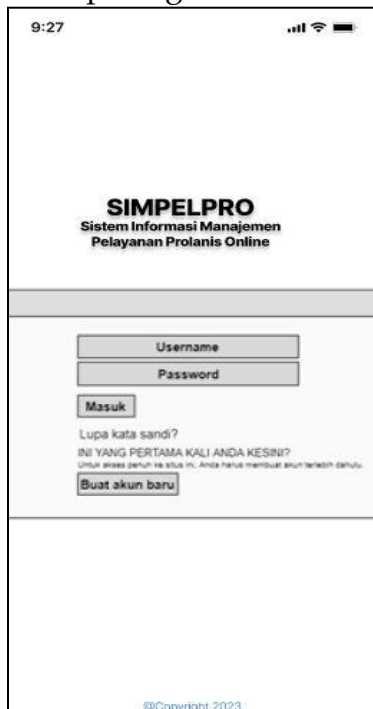 9:27
SIMPELPRO
Sistem Informasi Manajemen
Pelayanan Prolanis Online
Username
Password
Masuk
Lupa kata sandi?
INI YANG PERTAMA KALI ANDA KESINI?
Untuk akses penuh ke situs ini, Anda harus membuat akun terlebih dahulu.
Buat akun baru
@Copyright 2023